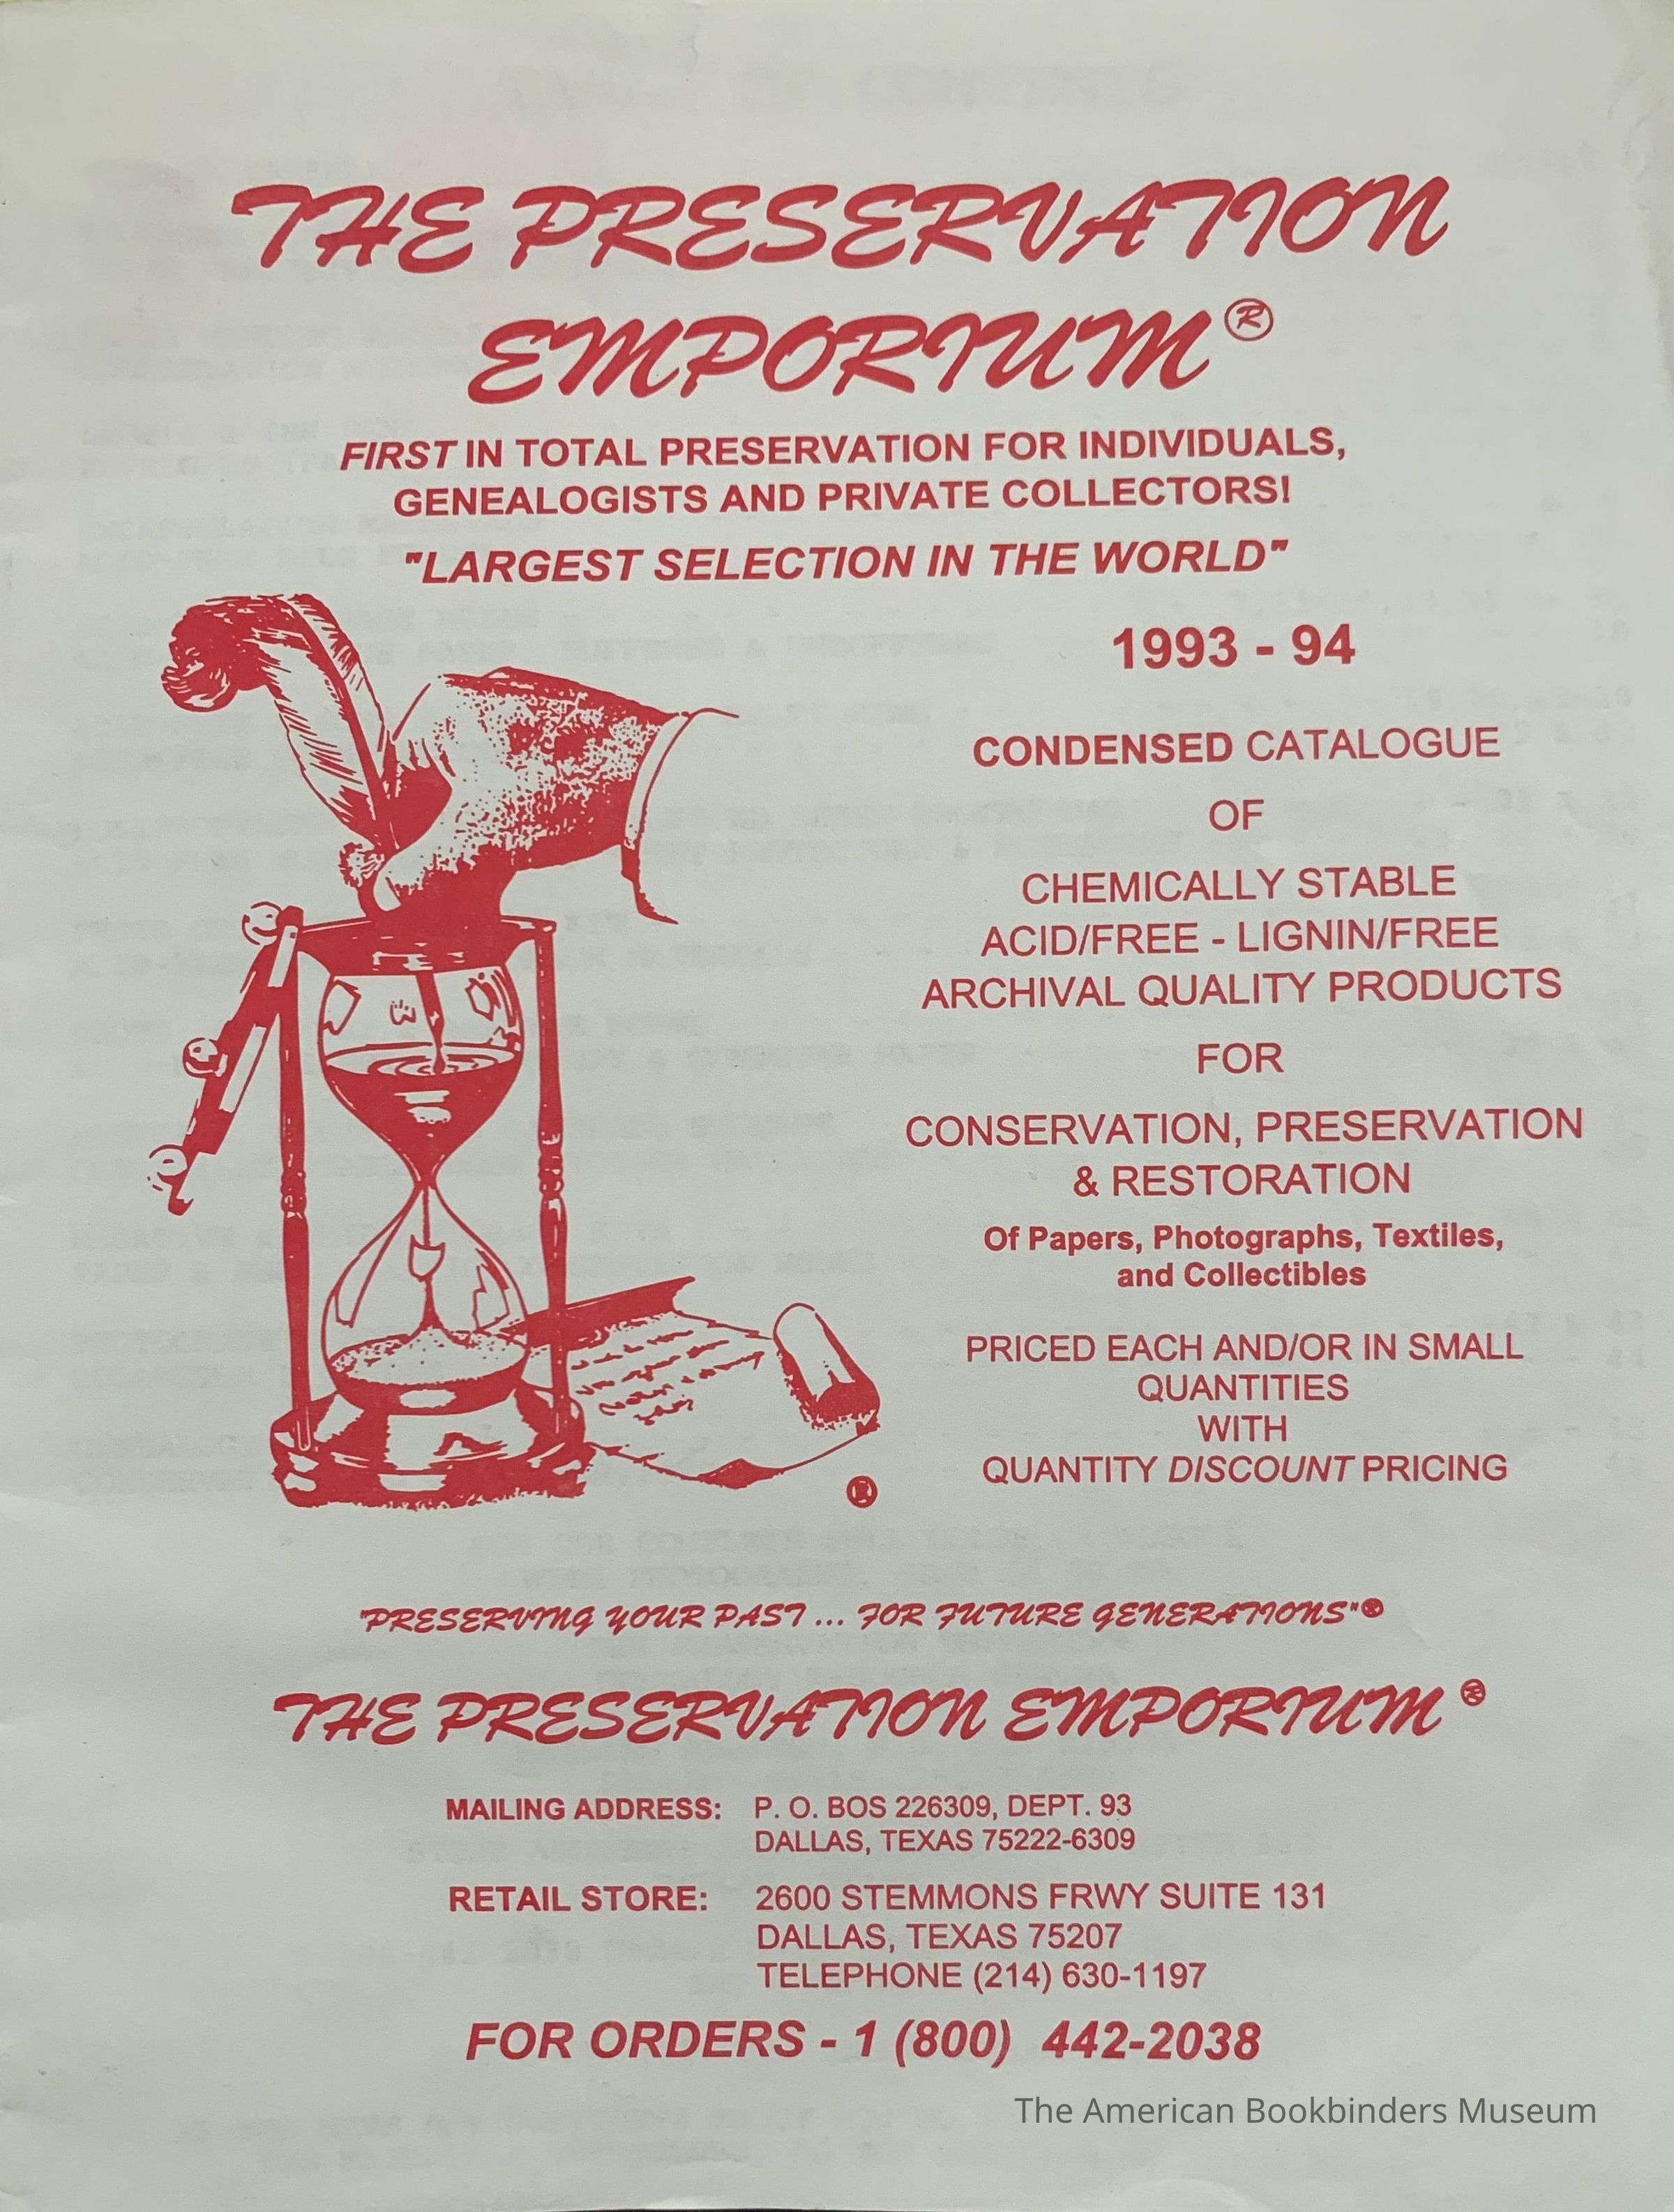 THE PRESERVATION
EMPORIUM®
FIRST IN TOTAL PRESERVATION FOR INDIVIDUALS,
GENEALOGISTS AND PRIVATE COLLECTORS!
"LARGEST SELECTION IN THE WORLD"
1993 - 94
CONDENSED CATALOGUE
OF
CHEMICALLY STABLE
ACID/FREE - LIGNIN/FREE
ARCHIVAL QUALITY PRODUCTS
FOR
CONSERVATION, PRESERVATION
& RESTORATION
Of Papers, Photographs, Textiles,
and Collectibles
PRICED EACH AND/OR IN SMALL
QUANTITIES
WITH
QUANTITY DISCOUNT PRICING
®
"PRESERVING YOUR PAST ... FOR FUTURE GENERATIONS"®
THE PRESERVATION EMPORIUM ®
MAILING ADDRESS: P. O. BOS 226309, DEPT. 93
DALLAS, TEXAS 75222-6309
RETAIL STORE: 2600 STEMMONS FRWY SUITE 131
DALLAS, TEXAS 75207
TELEPHONE (214) 630-1197
FOR ORDERS - 1 (800) 442-2038
The American Bookbinders Museum